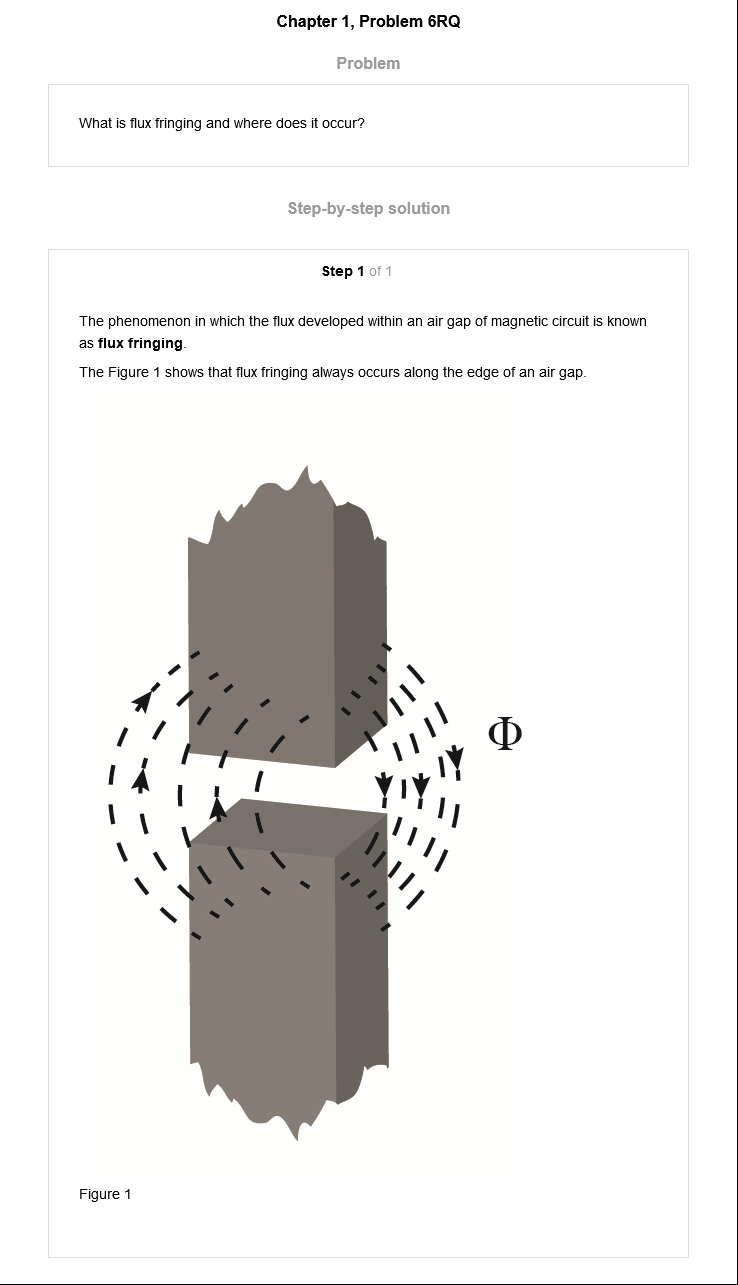 Chapter 1, Problem 6RQ
Problem
What is flux fringing and where does it occur?
Step-by-step solution
Step 1 of 1
The phenomenon in which the flux developed within an air gap of magnetic circuit is known
as flux fringing.
The Figure 1 shows that flux fringing always occurs along the edge of an air gap.
Φ
Figure 1